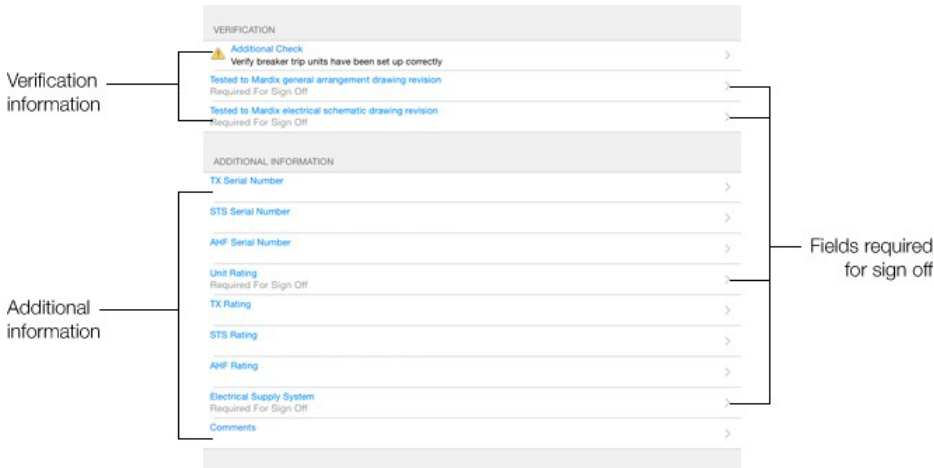 VERIFICATION
Additional Check
Verify breaker trip units have been set up correctly
Tested to Mardix general arrangement drawing revision
Required For Sign Off
Tested to Mardix electrical schematic drawing revision
Required For Sign Off
Verification
information
ADDITIONAL INFORMATION
TX Serial Number
STS Serial Number
AHF Serial Number
Unit Rating
Required For Sign Off
TX Rating
STS Rating
AHF Rating
Electrical Supply System
Required For Sign Off
Comments
Additional
information
Fields required
for sign off